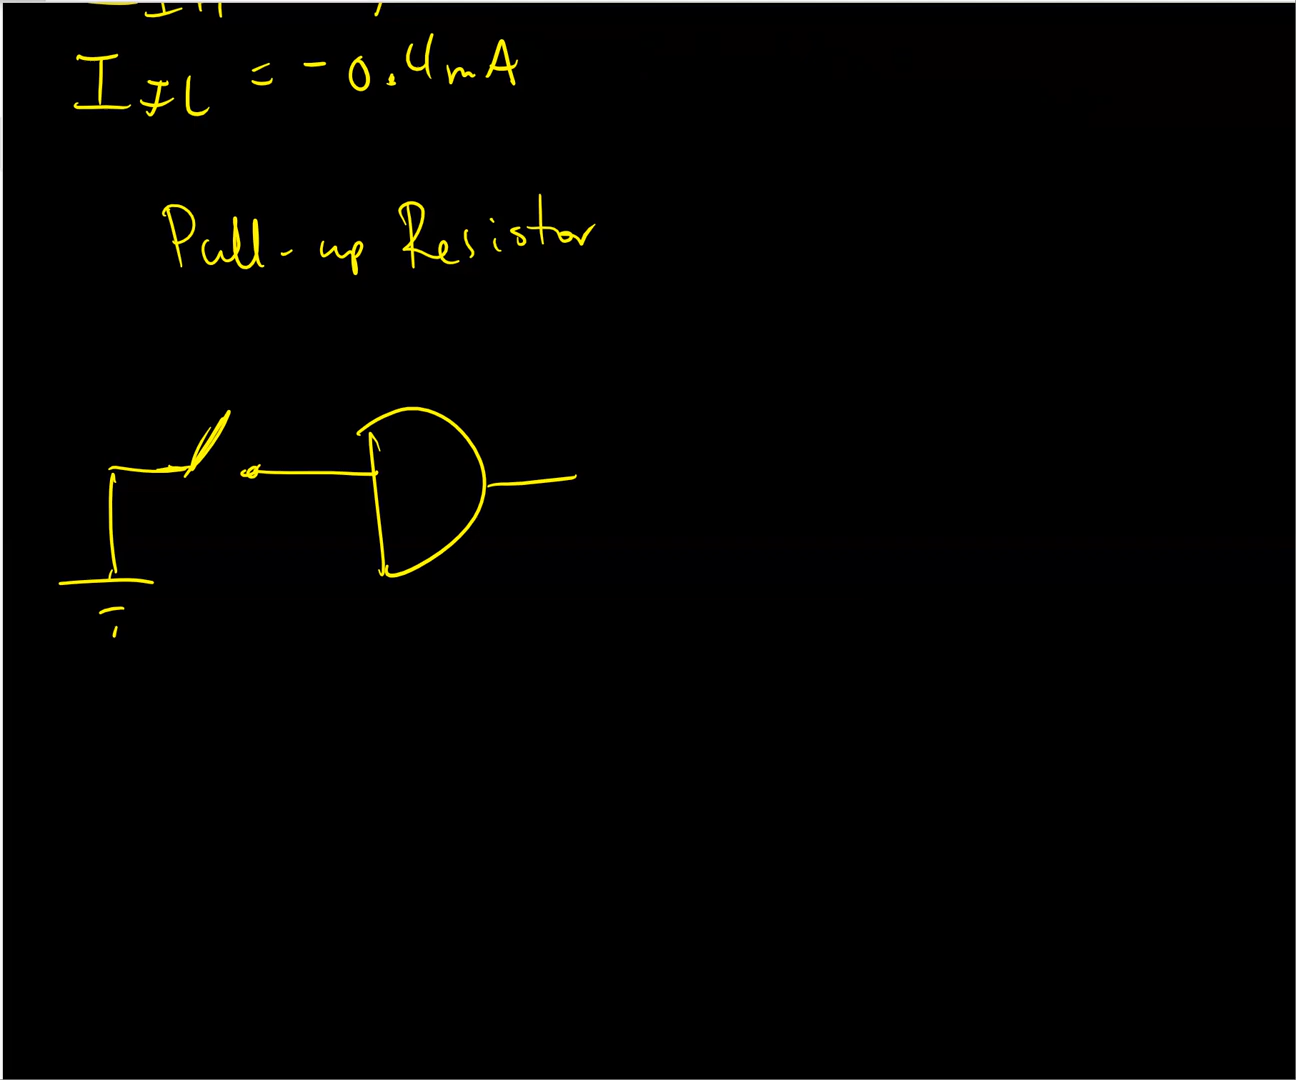 I_IL = -0.4mA
Pull-up Resistor